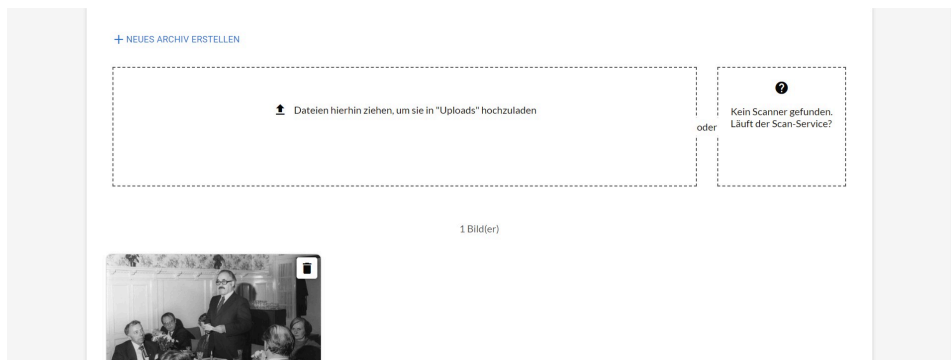 + NEUES ARCHIV ERSTELLEN
Dateien hierhin ziehen, um sie in "Uploads" hochzuladen
oder
?
Kein Scanner gefunden.
Läuft der Scan-Service?
1 Bild(er)